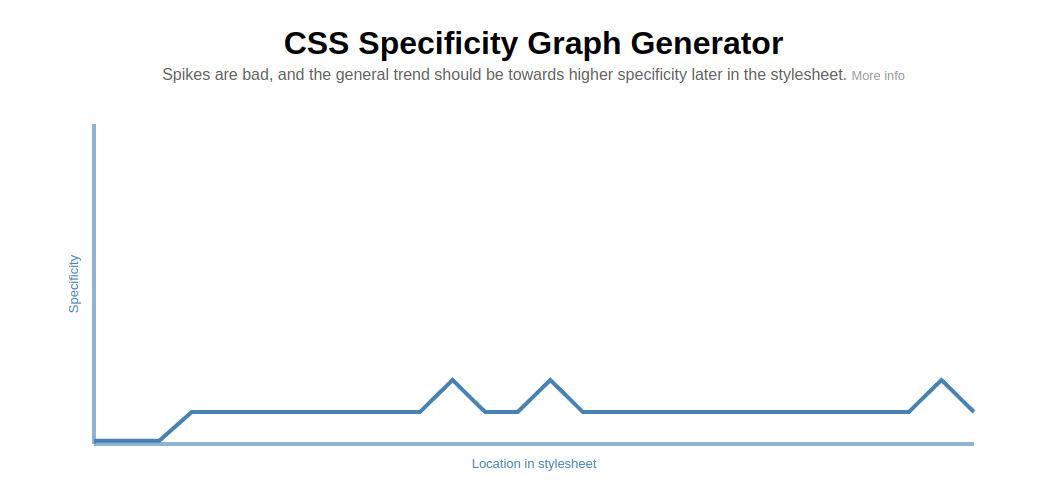 CSS Specificity Graph Generator
Spikes are bad, and the general trend should be towards higher specificity later in the stylesheet. More info
Specificity
Location in stylesheet